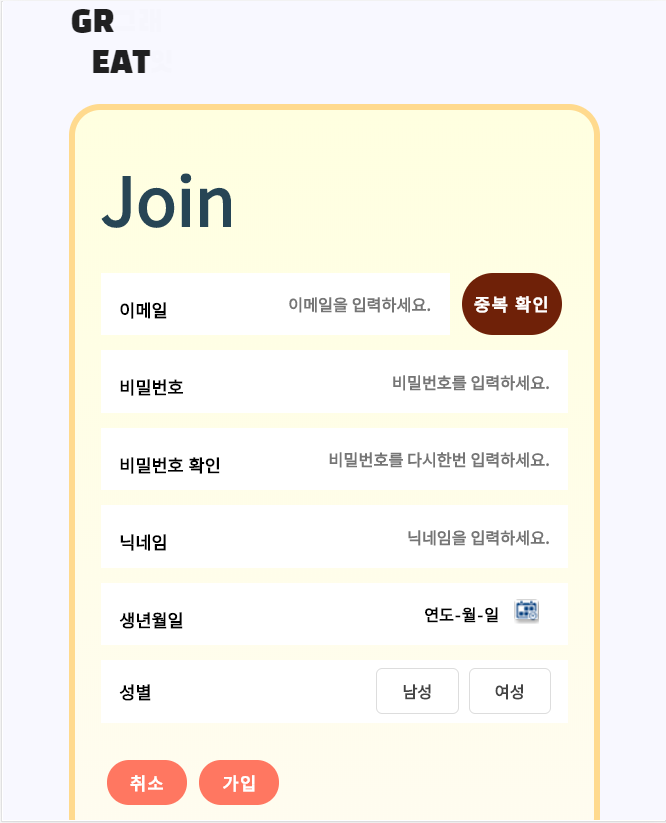 GR
EAT
Join
이메일 이메일을 입력하세요. 중복 확인
비밀번호 비밀번호를 입력하세요.
비밀번호 확인 비밀번호를 다시한번 입력하세요.
닉네임 닉네임을 입력하세요.
생년월일 연도-월-일
성별 남성 여성
취소 가입